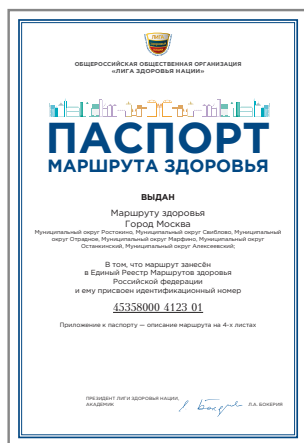 ОБЩЕРОССИЙСКАЯ ОБЩЕСТВЕННАЯ ОРГАНИЗАЦИЯ
«ЛИГА ЗДОРОВЬЯ НАЦИИ»
ПАСПОРТ
МАРШРУТА ЗДОРОВЬЯ
ВЫДАН
Маршруту здоровья
Город Москва
Муниципальный округ Ростокино, Муниципальный округ Свиблово, Муниципальный
округ Отрадное, Муниципальный округ Марфино, Муниципальный округ
Останкинский, Муниципальный округ Алексеевский;
В том, что маршрут занесён
в Единый Реестр Маршрутов здоровья
Российской федерации
и ему присвоен идентификационный номер
45358000 4123 01
Приложение к паспорту — описание маршрута на 4-х листах
ПРЕЗИДЕНТ ЛИГИ ЗДОРОВЬЯ НАЦИИ,
АКАДЕМИК
Л.А. БОКЕРИЯ